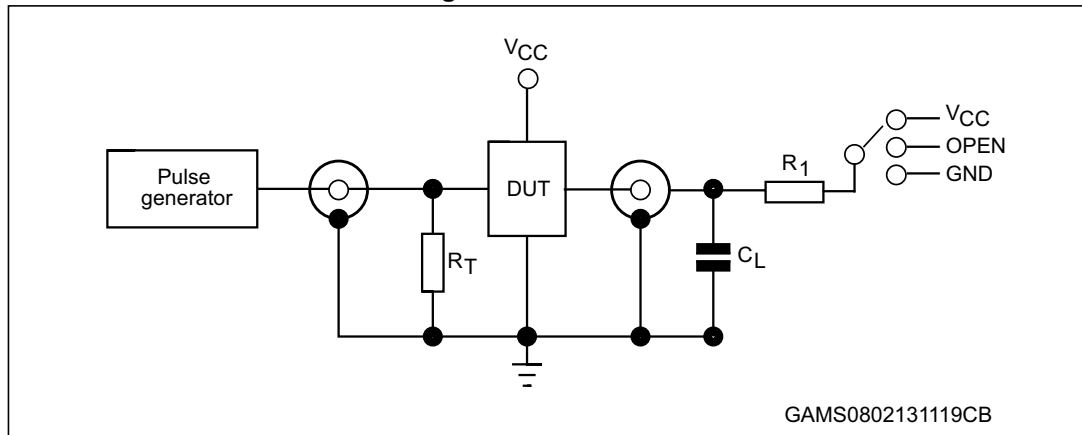 VCC
VCC
OPEN
GND
R1
Pulse
generator
DUT
RT
CL
GAMS0802131119CB